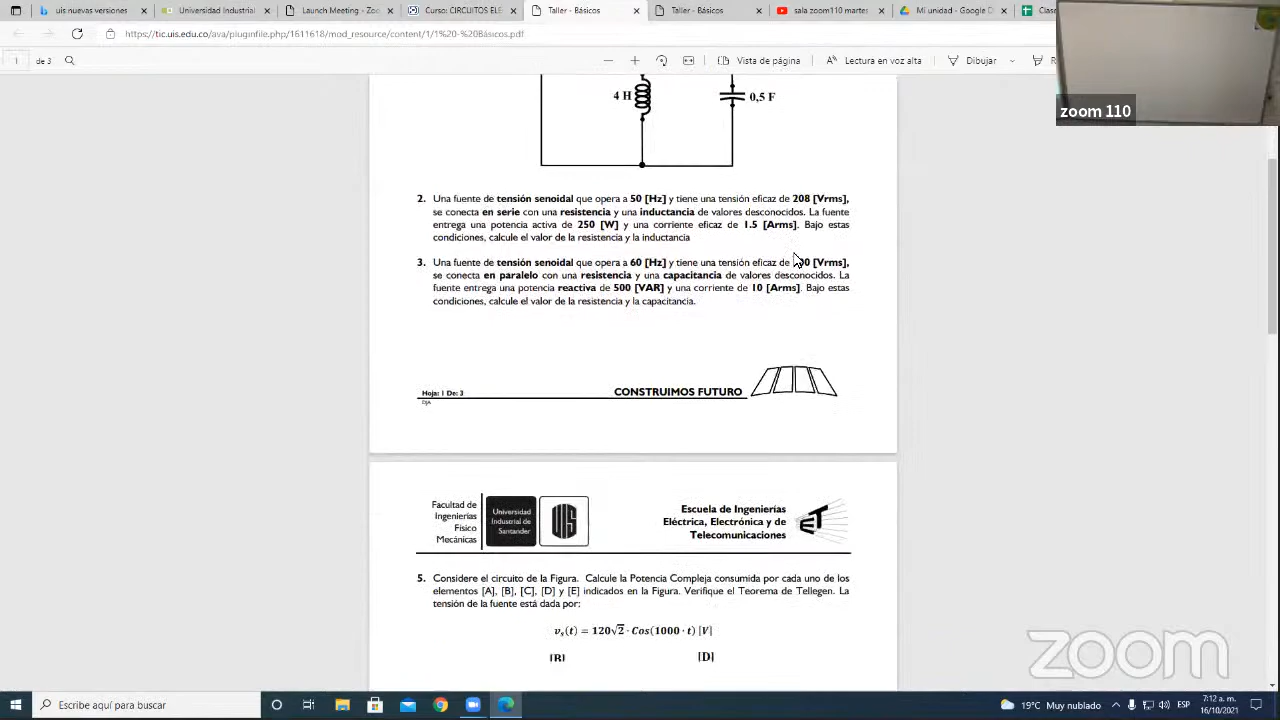 k úis nuevas versión
Universidad Industria
Launch Meeting - Zo
Curso: CIRCUITOS ELE
Taller - Básicos
Taller - Básicos
sala zoom110 martes
Mi unidad - Google D
Clase
https://tic.uis.edu.co/ava/pluginfile.php/1611618/mod_resource/content/1/1%20-%20Básicos.pdf
1 de 3
Vista de página
Lectura en voz alta
Dibujar
zoom 110
4 H
0,5 F
2. Una fuente de tensión senoidal que opera a 50 [Hz] y tiene una tensión eficaz de 208 [Vrms],
se conecta en serie con una resistencia y una inductancia de valores desconocidos. La fuente
entrega una potencia activa de 250 [W] y una corriente eficaz de 1.5 [Arms]. Bajo estas
condiciones, calcule el valor de la resistencia y la inductancia
3. Una fuente de tensión senoidal que opera a 60 [Hz] y tiene una tensión eficaz de [Vrms],
se conecta en paralelo con una resistencia y una capacitancia de valores desconocidos. La
fuente entrega una potencia reactiva de 500 [VAR] y una corriente de 10 [Arms]. Bajo estas
condiciones, calcule el valor de la resistencia y la capacitancia.
Hoja: 1 De: 3
DJA
CONSTRUIMOS FUTURO
Facultad de
Ingenierías
Físico
Mecánicas
Universidad
Industrial de
Santander
UIS
Escuela de Ingenierías
Eléctrica, Electrónica y de
Telecomunicaciones
ET
5. Considere el circuito de la Figura. Calcule la Potencia Compleja consumida por cada uno de los
elementos [A], [B], [C], [D] y [E] indicados en la Figura. Verifique el Teorema de Tellegen. La
tensión de la fuente está dada por:
vs(t) = 120√2 · Cos(1000 · t) [V]
[B]
[D]
zoom
Escribe aquí para buscar
19°C Muy nublado
ESP
7:12 a. m.
16/10/2021